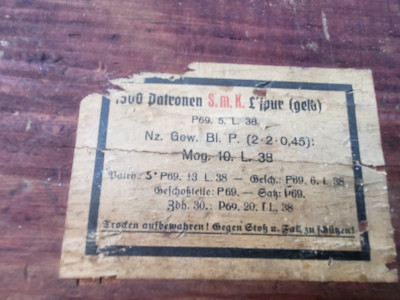 1500 Patronen S.m.K. L'spur (gelb)
P69. 5. L. 38.
Nz. Gew. Bl. P. (2·2·0,45):
Mog. 10. L. 38
Patrh.: S* P69. 13. L. 38 — Gesch.: P69. 6. L. 38
Geschoßteile: P69. — Satz: P69.
Zdh. 30.: P69. 20. L. 38
Trocken aufbewahren! Gegen Stoß u. Fall zu schützen!